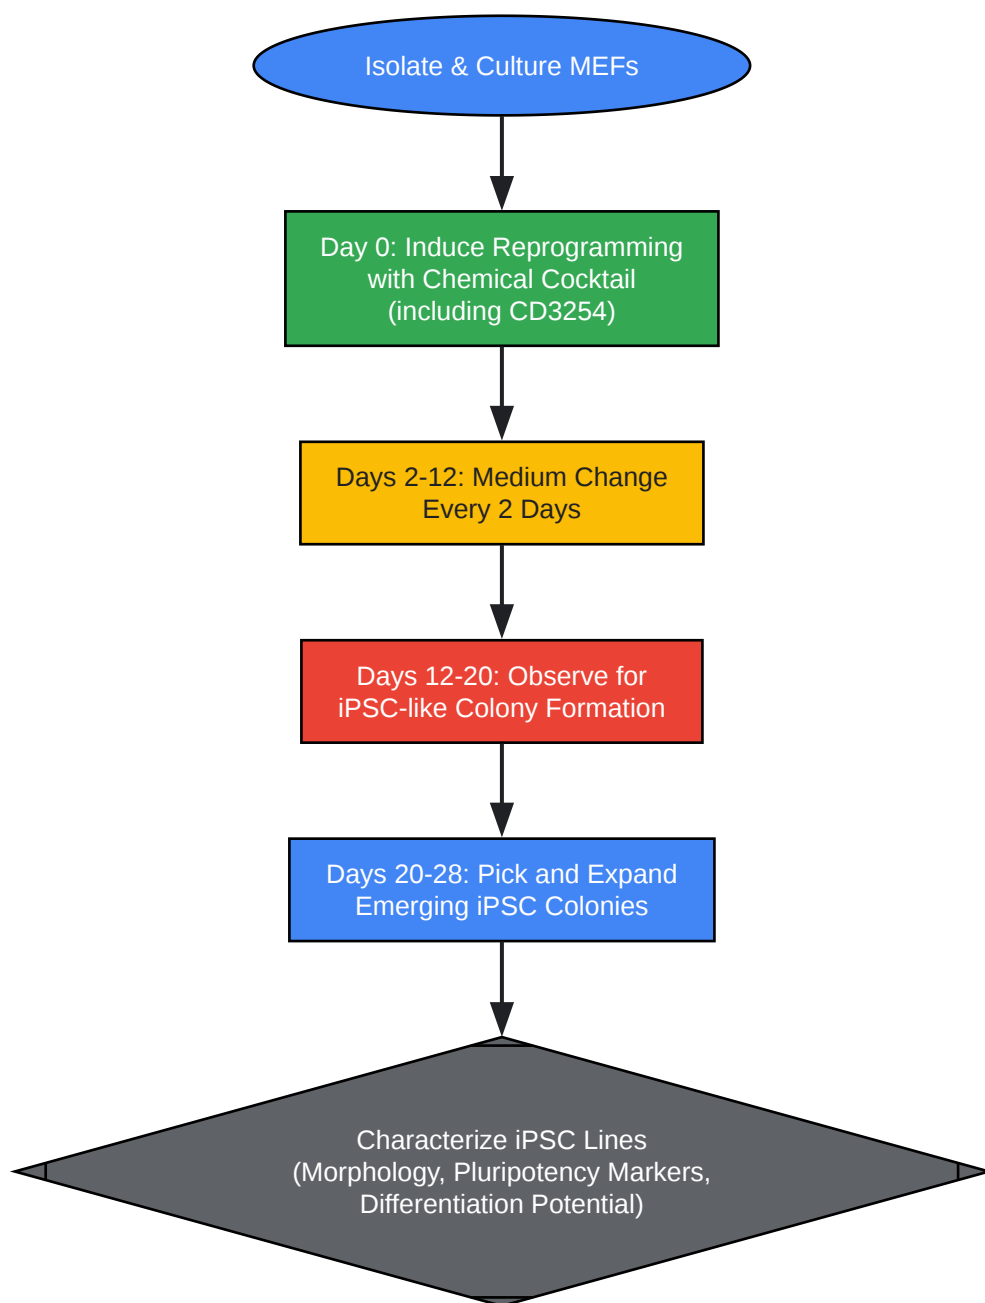 Isolate & Culture MEFs
Day 0: Induce Reprogramming
with Chemical Cocktail
(including CD3254)
Days 2-12: Medium Change
Every 2 Days
Days 12-20: Observe for
iPSC-like Colony Formation
Days 20-28: Pick and Expand
Emerging iPSC Colonies
Characterize iPSC Lines
(Morphology, Pluripotency Markers,
Differentiation Potential)